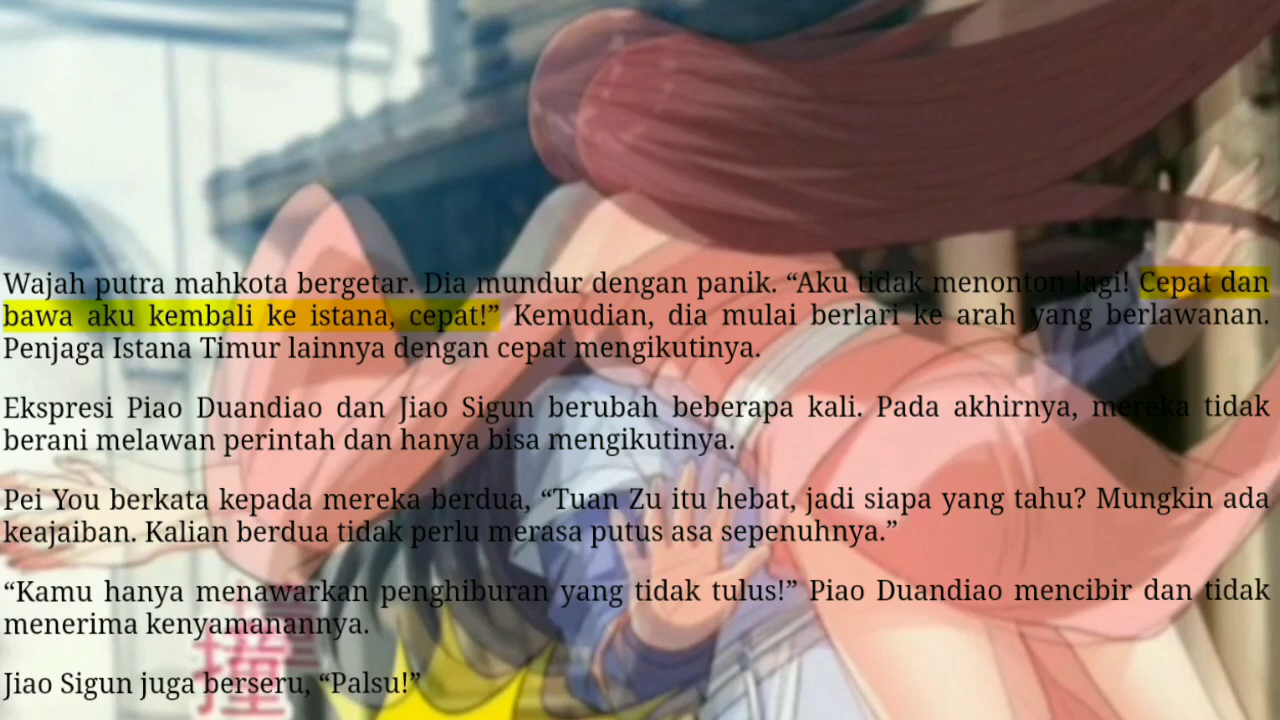 Wajah putra mahkota bergetar. Dia mundur dengan panik. “Aku tidak menonton lagi! Cepat dan
bawa aku kembali ke istana, cepat!” Kemudian, dia mulai berlari ke arah yang berlawanan.
Penjaga Istana Timur lainnya dengan cepat mengikutinya.
Ekspresi Piao Duandiao dan Jiao Sigun berubah beberapa kali. Pada akhirnya, mereka tidak
berani melawan perintah dan hanya bisa mengikutinya.
Pei You berkata kepada mereka berdua, “Tuan Zu itu hebat, jadi siapa yang tahu? Mungkin ada
keajaiban. Kalian berdua tidak perlu merasa putus asa sepenuhnya.”
“Kamu hanya menawarkan penghiburan yang tidak tulus!” Piao Duandiao mencibir dan tidak
menerima kenyamanannya.
撞
Jiao Sigun juga berseru, “Palsu!”